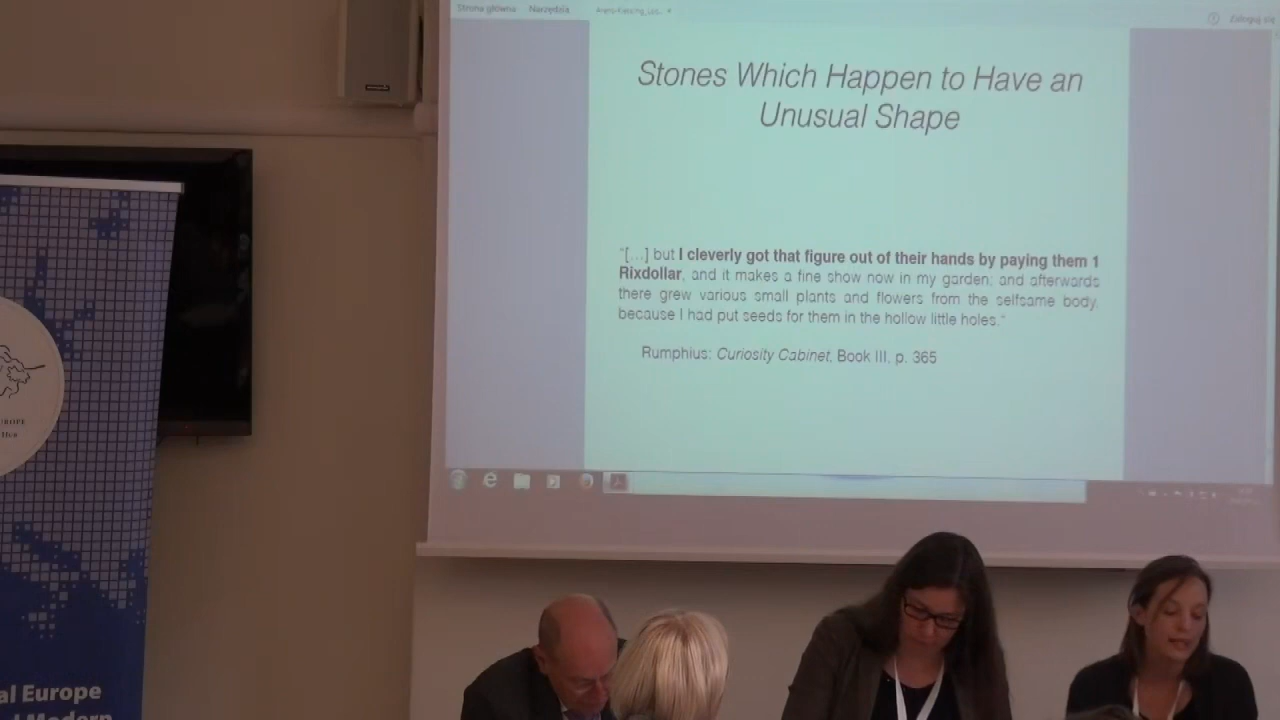 Strona główna Narzędzia
Zaloguj się
Stones Which Happen to Have an
Unusual Shape
"[...] but I cleverly got that figure out of their hands by paying them 1
Rixdollar, and it makes a fine show now in my garden; and afterwards
there grew various small plants and flowers from the selfsame body,
because I had put seeds for them in the hollow little holes."
Rumphius: Curiosity Cabinet, Book III, p. 365
al Europe
Modern